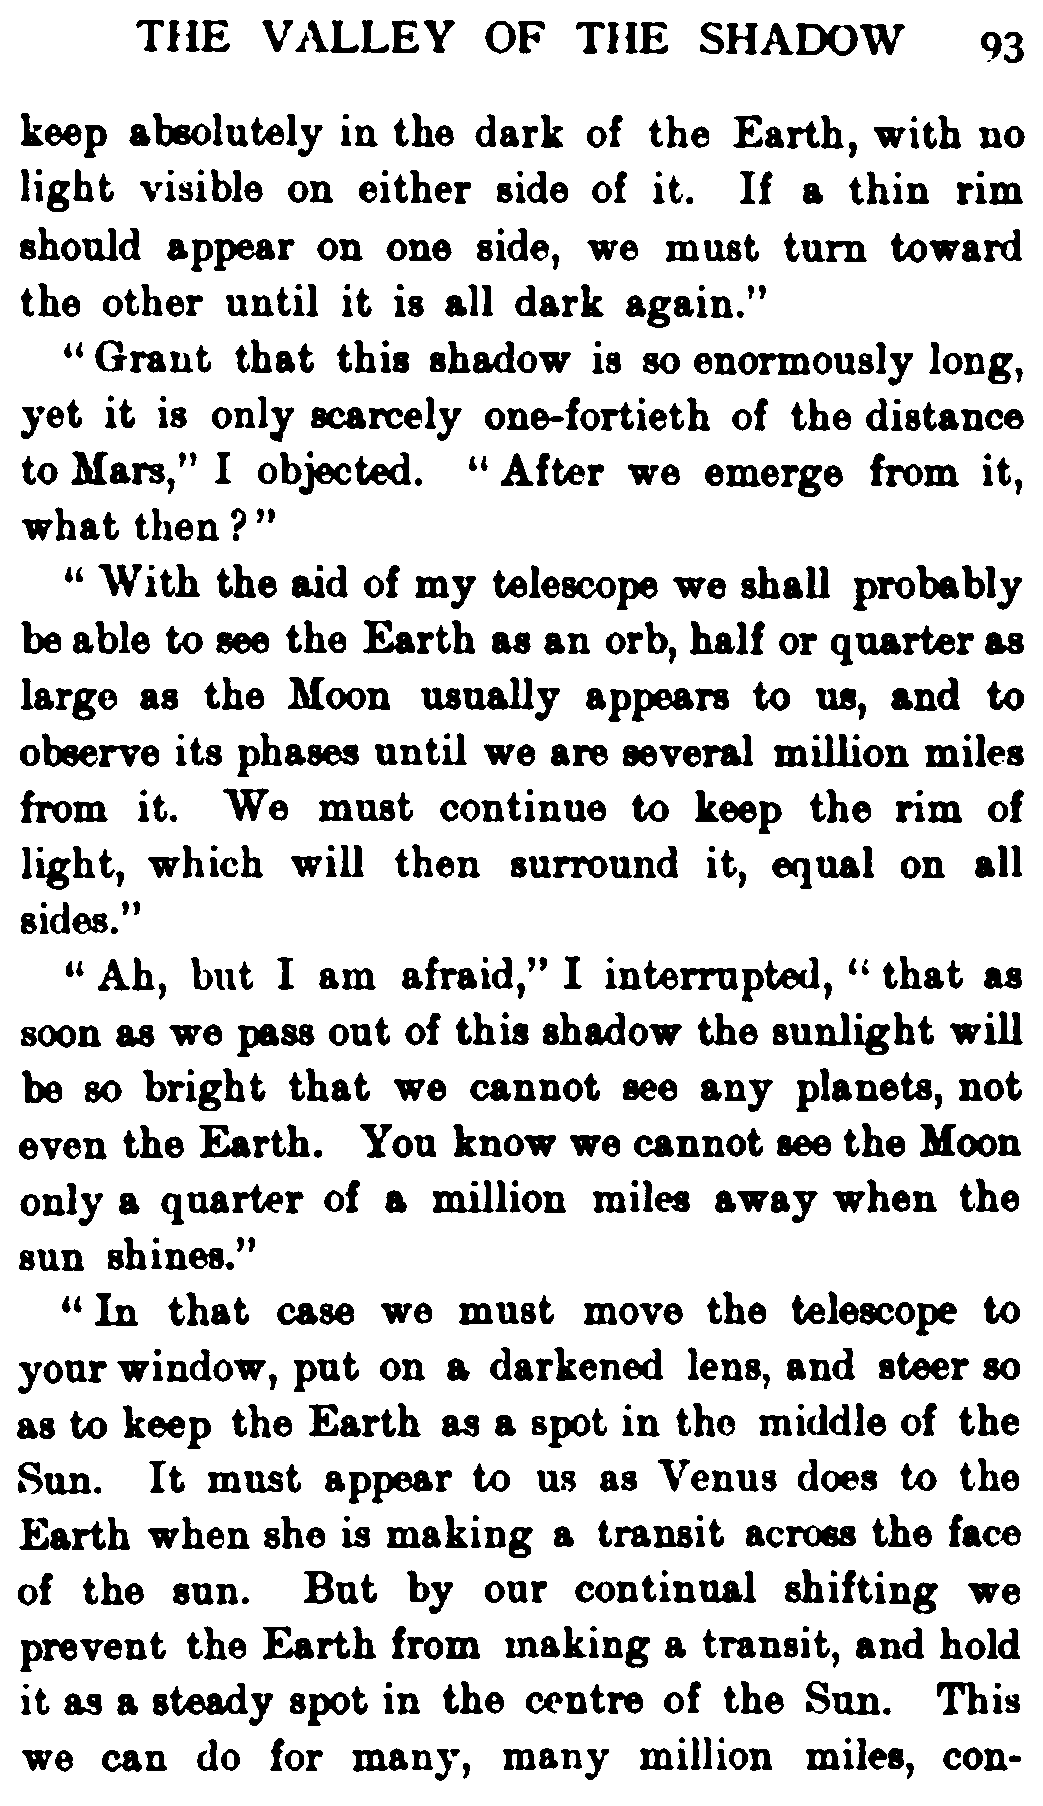 THE VALLEY OF THE SHADOW 93
keep absolutely in the dark of the Earth, with no
light visible on either side of it. If a thin rim
should appear on one side, we must turn toward
the other until it is all dark again."
"Grant that this shadow is so enormously long,
yet it is only scarcely one-fortieth of the distance
to Mars," I objected. "After we emerge from it,
what then?"
"With the aid of my telescope we shall probably
be able to see the Earth as an orb, half or quarter as
large as the Moon usually appears to us, and to
observe its phases until we are several million miles
from it. We must continue to keep the rim of
light, which will then surround it, equal on all
sides."
"Ah, but I am afraid," I interrupted, "that as
soon as we pass out of this shadow the sunlight will
be so bright that we cannot see any planets, not
even the Earth. You know we cannot see the Moon
only a quarter of a million miles away when the
sun shines."
"In that case we must move the telescope to
your window, put on a darkened lens, and steer so
as to keep the Earth as a spot in the middle of the
Sun. It must appear to us as Venus does to the
Earth when she is making a transit across the face
of the sun. But by our continual shifting we
prevent the Earth from making a transit, and hold
it as a steady spot in the centre of the Sun. This
we can do for many, many million miles, con-